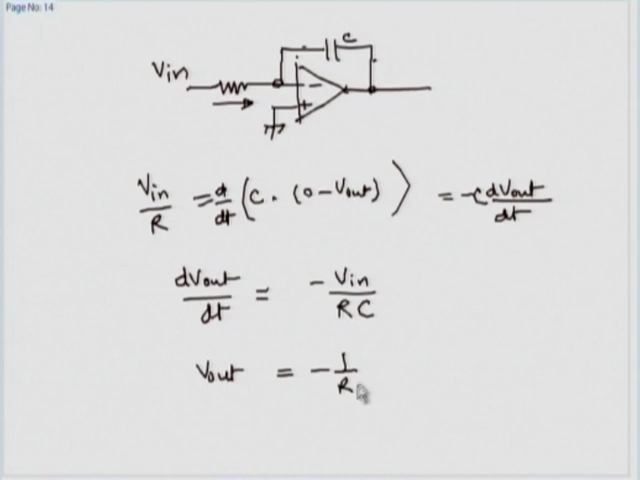 Page No: 14
C
Vin
-
+
Vin/R = d/dt (C · (0 - Vout)) = -C dVout/dt
dVout/dt = - Vin/RC
Vout = - 1/R